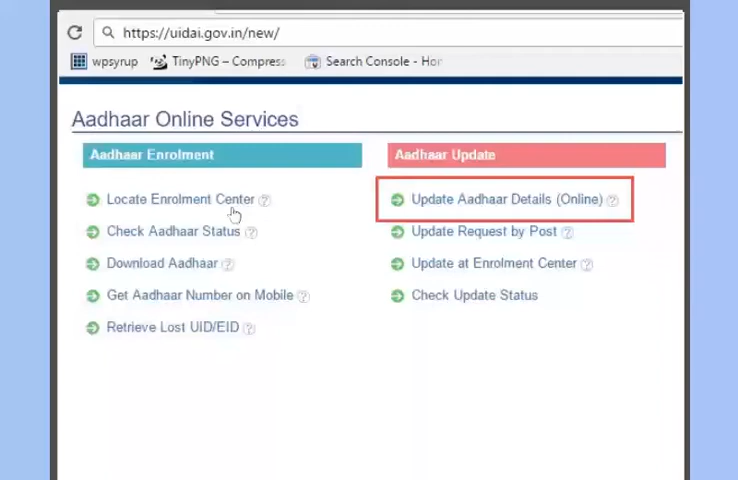 https://uidai.gov.in/new/
wpsyrup TinyPNG – Compress Search Console - Hor
Aadhaar Online Services
Aadhaar Enrolment
Locate Enrolment Center ?
Check Aadhaar Status ?
Download Aadhaar ?
Get Aadhaar Number on Mobile ?
Retrieve Lost UID/EID ?
Aadhaar Update
Update Aadhaar Details (Online) ?
Update Request by Post ?
Update at Enrolment Center ?
Check Update Status